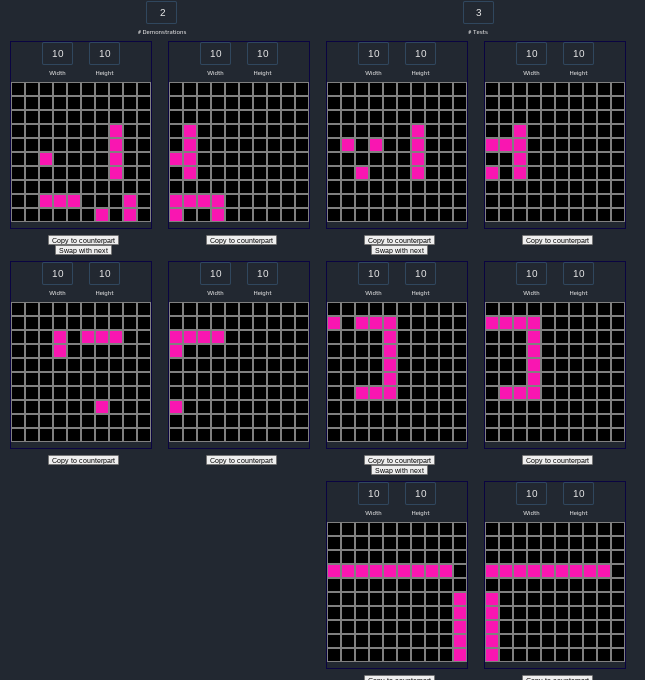 2 3
# Demonstrations # Tests
10 10 10 10 10 10 10 10
Width Height Width Height Width Height Width Height
Copy to counterpart Copy to counterpart Copy to counterpart Copy to counterpart
Swap with next Swap with next
10 10 10 10 10 10 10 10
Width Height Width Height Width Height Width Height
Copy to counterpart Copy to counterpart Copy to counterpart Copy to counterpart
Swap with next
10 10 10 10
Width Height Width Height
Copy to counterpart Copy to counterpart